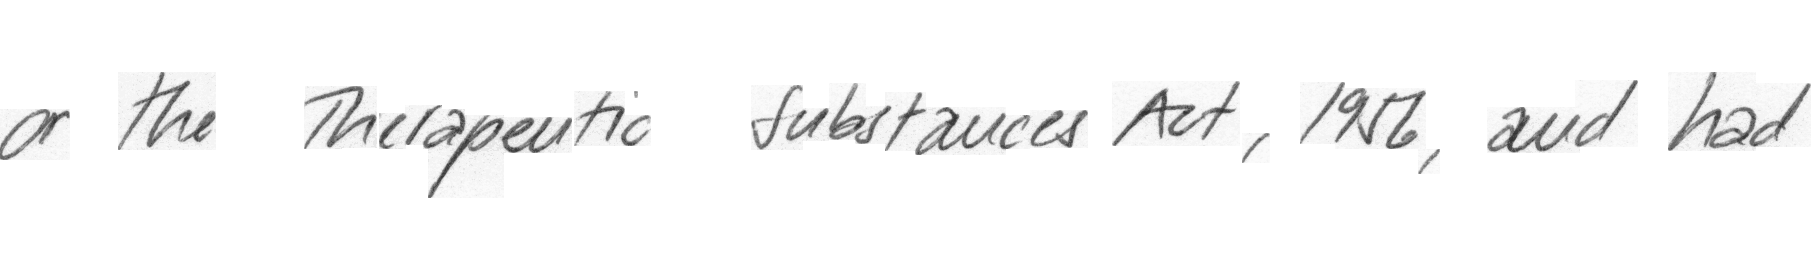 or the Therapeutic Substances Act, 1956, and had